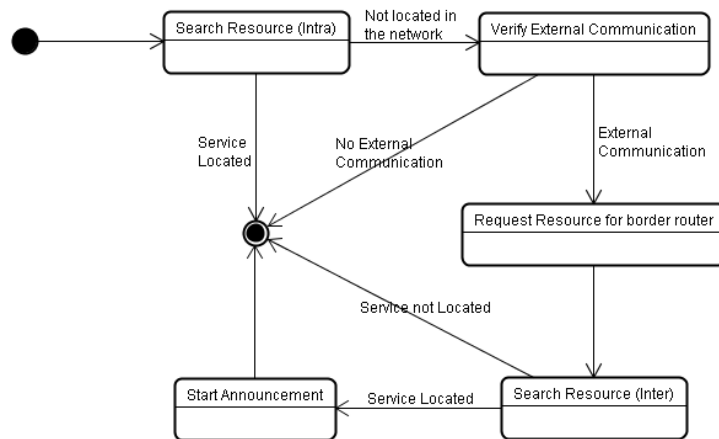 Search Resource (Intra)
Not located in
the network
Verify External Communication
Service
Located
No External
Communication
External
Communication
Request Resource for border router
Service not Located
Start Announcement
Service Located
Search Resource (Inter)